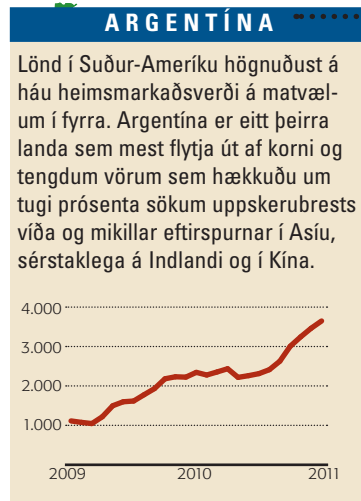 ARGENTÍNA
Lönd í Suður-Ameríku högnuðust á
háu heimsmarkaðsverði á matvæl-
um í fyrra. Argentína er eitt þeirra
landa sem mest flytja út af korni og
tengdum vörum sem hækkuðu um
tugi prósenta sökum uppskerubrests
víða og mikillar eftirspurnar í Asíu,
sérstaklega á Indlandi og í Kína.
4.000
3.000
2.000
1.000
2009 2010 2011